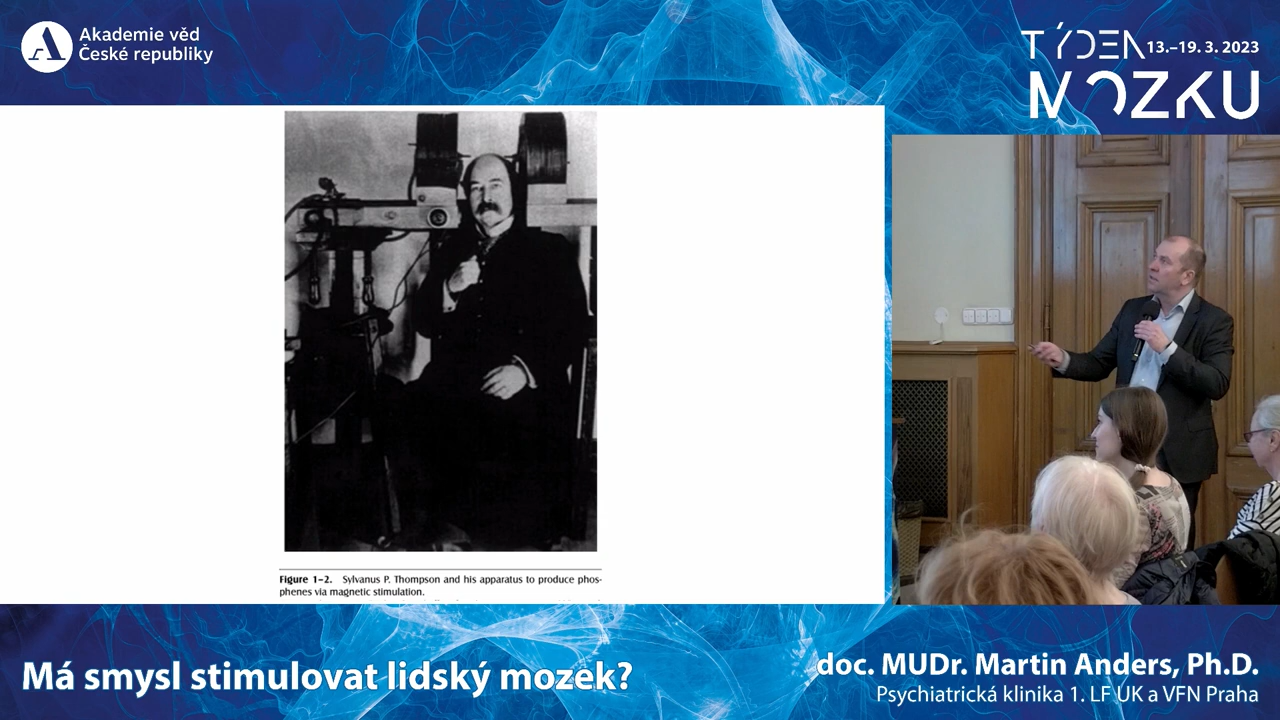 Akademie věd
České republiky
TÝDEN 13.–19. 3. 2023
MOZKU
Figure 1–2. Sylvanus P. Thompson and his apparatus to produce phos-
phenes via magnetic stimulation.
Má smysl stimulovat lidský mozek?
doc. MUDr. Martin Anders, Ph.D.
Psychiatrická klinika 1. LF UK a VFN Praha